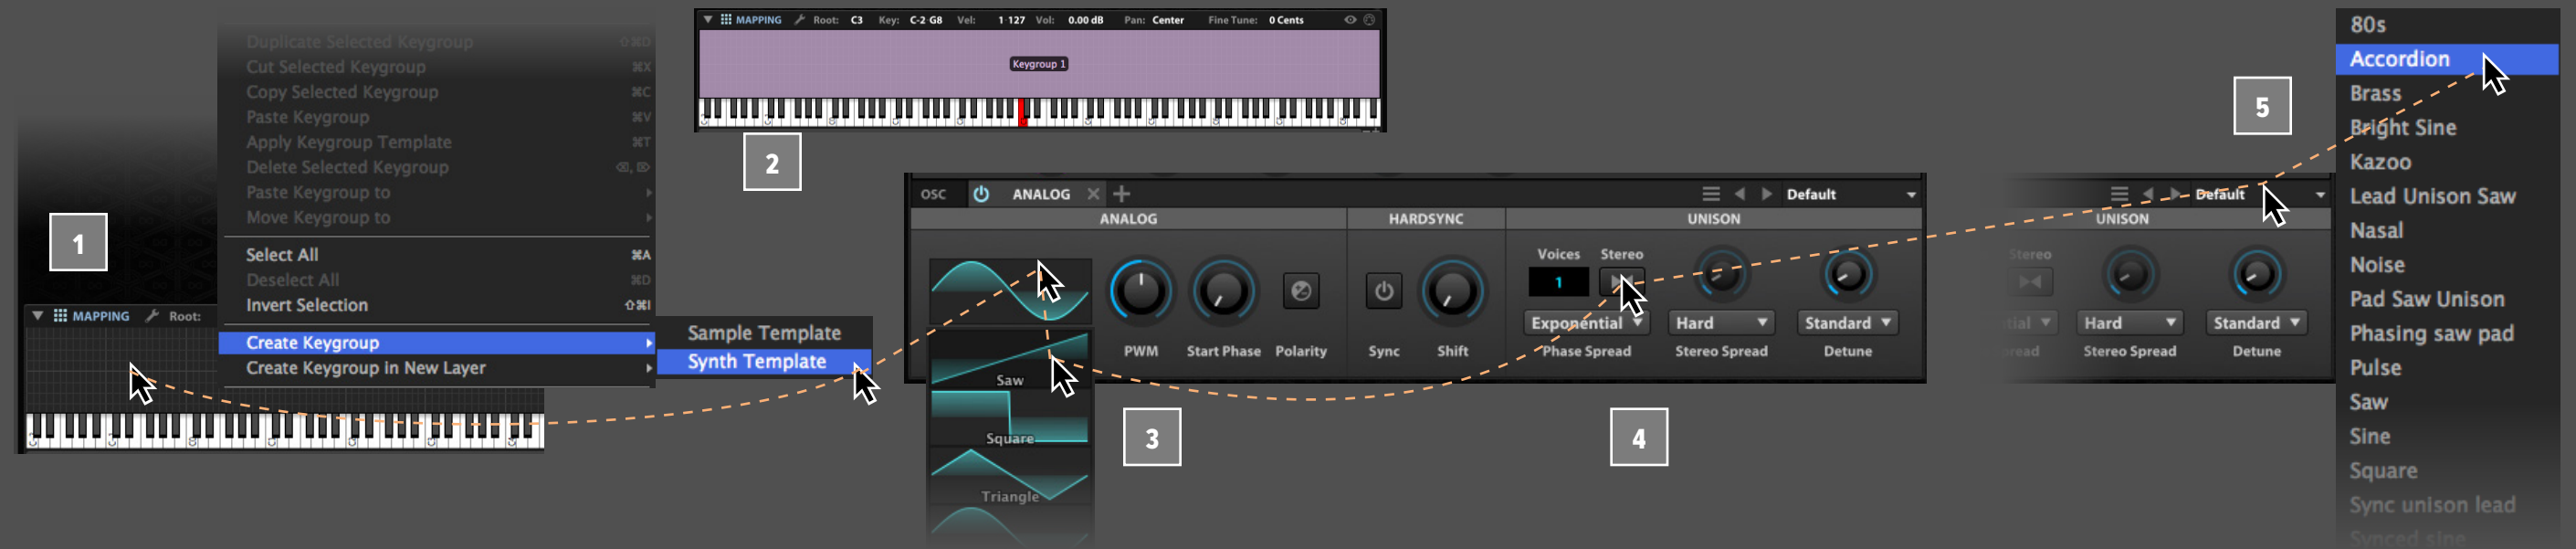 Duplicate Selected Keygroup ⇧⌘D
Cut Selected Keygroup ⌘X
Copy Selected Keygroup ⌘C
Paste Keygroup ⌘V
Apply Keygroup Template ⌘T
Delete Selected Keygroup ⌫, ⌦
Paste Keygroup to
Move Keygroup to
Select All ⌘A
Deselect All ⌘D
Invert Selection ⇧⌘I
Create Keygroup
Create Keygroup in New Layer
Sample Template
Synth Template
1
MAPPING Root:
MAPPING Root: C3 Key: C-2 G8 Vel: 1 127 Vol: 0.00 dB Pan: Center Fine Tune: 0 Cents
Keygroup 1
2
OSC ANALOG Default
ANALOG HARDSYNC UNISON
Voices Stereo
1
Exponential Hard Standard
PWM Start Phase Polarity Sync Shift Phase Spread Stereo Spread Detune
Saw
Square
Triangle
3
4
5
Default
UNISON
Stereo
Hard Standard
Stereo Spread Detune
80s
Accordion
Brass
Bright Sine
Kazoo
Lead Unison Saw
Nasal
Noise
Pad Saw Unison
Phasing saw pad
Pulse
Saw
Sine
Square
Sync unison lead
Synced sine